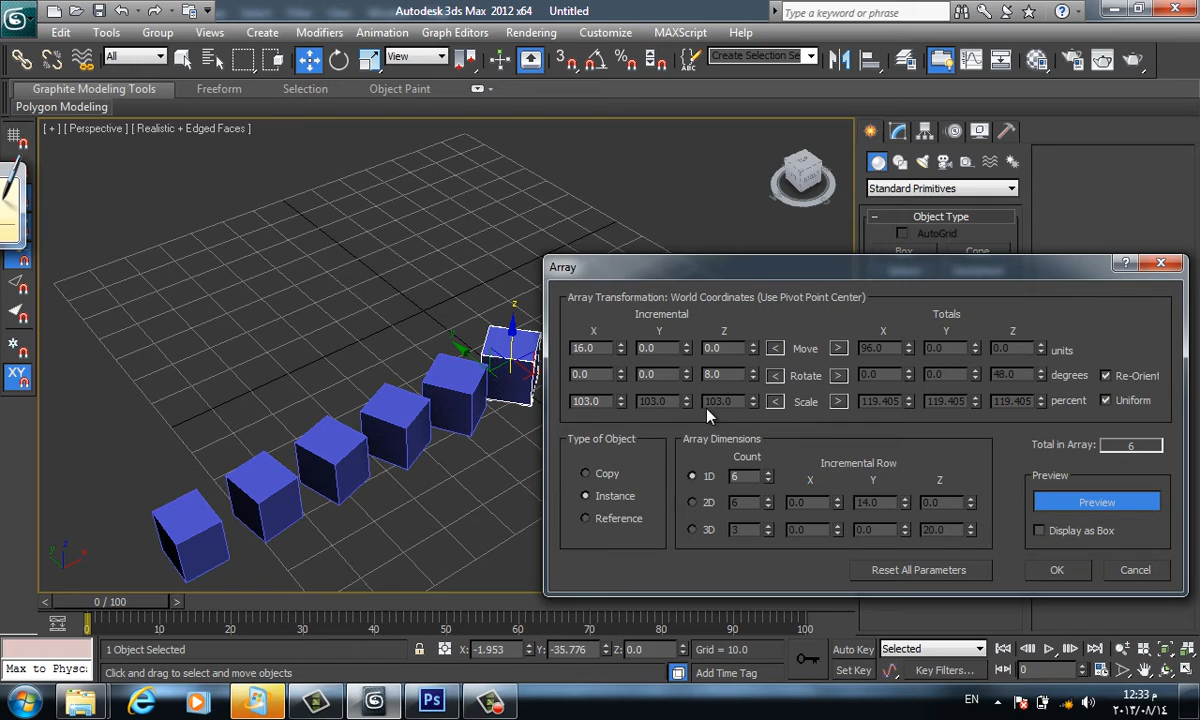 Autodesk 3ds Max 2012 x64 Untitled
Type a keyword or phrase
Edit Tools Group Views Create Modifiers Animation Graph Editors Rendering Customize MAXScript Help
All View Create Selection Se
Graphite Modeling Tools Freeform Selection Object Paint
Polygon Modeling
[ + ] [ Perspective ] [ Realistic + Edged Faces ]
Standard Primitives
Object Type
AutoGrid
Box Cone
Array
Array Transformation: World Coordinates (Use Pivot Point Center)
Incremental Totals
X Y Z X Y Z
16.0 0.0 0.0 < Move > 96.0 0.0 0.0 units
0.0 0.0 8.0 < Rotate > 0.0 0.0 48.0 degrees Re-Orient
103.0 103.0 103.0 < Scale > 119.405 119.405 119.405 percent Uniform
Type of Object
Copy
Instance
Reference
Array Dimensions
Count Incremental Row
X Y Z
1D 6
2D 6 0.0 14.0 0.0
3D 3 0.0 0.0 20.0
Total in Array: 6
Preview
Preview
Display as Box
Reset All Parameters OK Cancel
z
z y x
0 / 100
0 10 20 30 40 50 60 70 80 90 100
1 Object Selected X: -1.953 Y: -35.776 Z: 0.0 Grid = 10.0 Auto Key Selected
Max to Physc Click and drag to select and move objects Add Time Tag Set Key Key Filters... 0
EN 12:33 م
٢٠١٣/٠٨/١٤